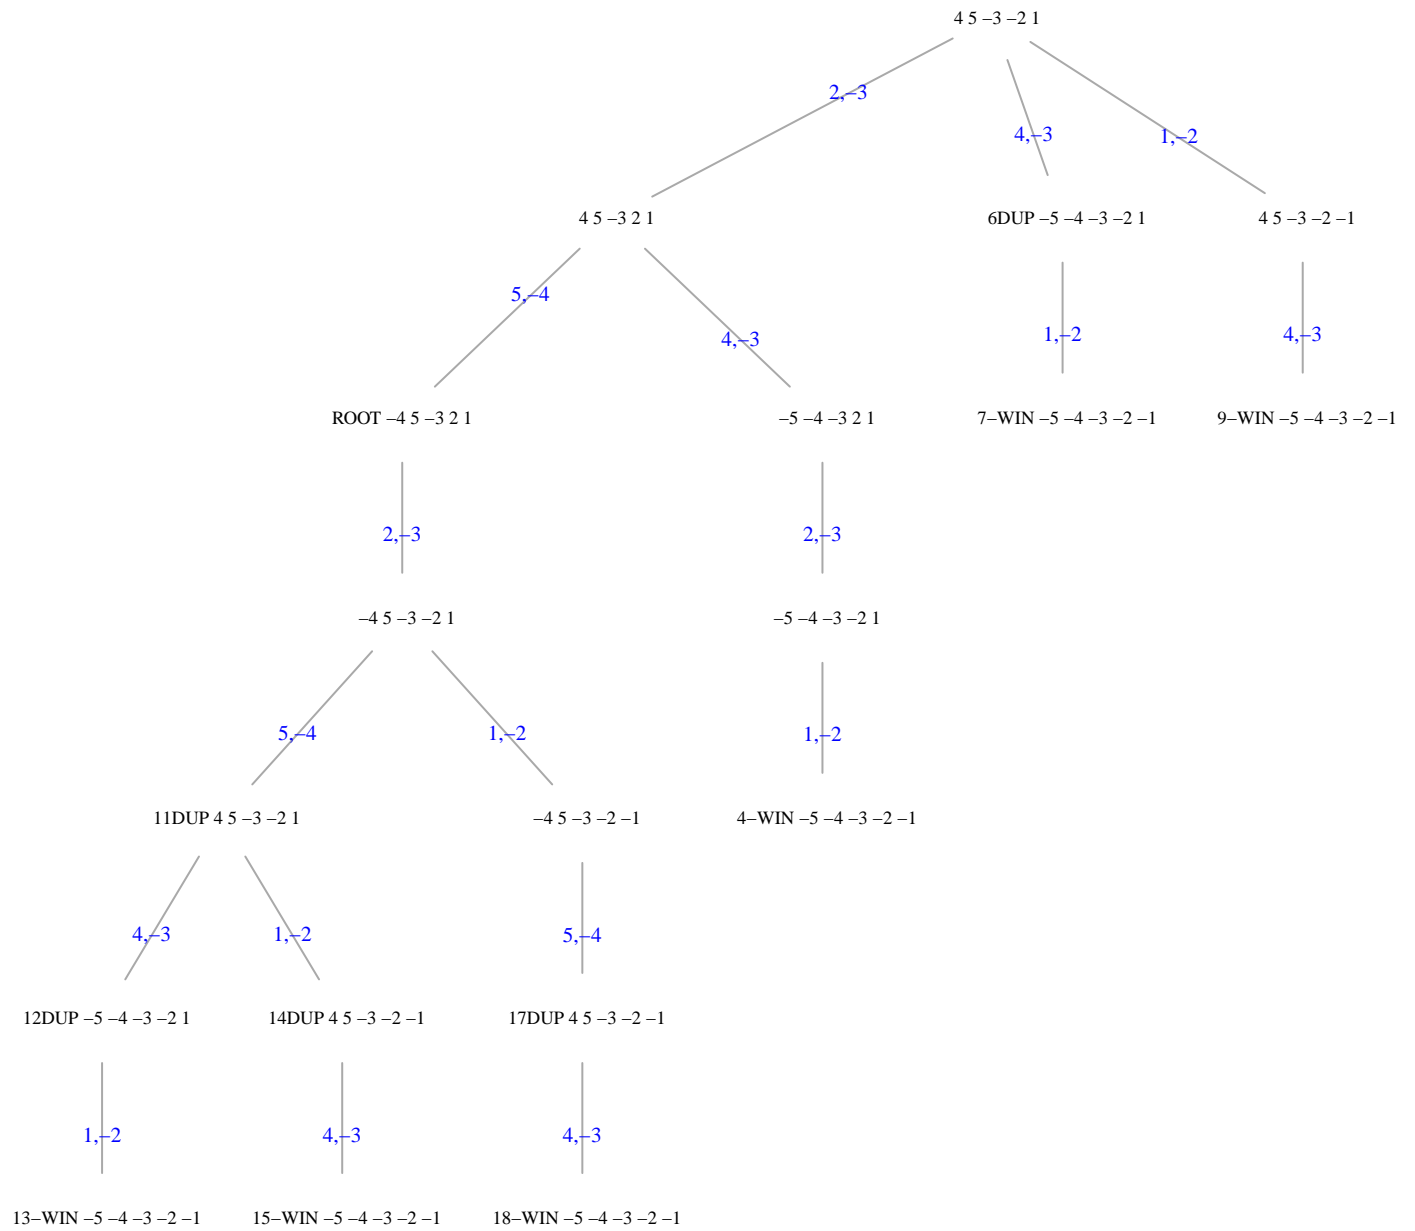 4 5 –3 –2 1
2,–3
4,–3
1,–2
4 5 –3 2 1
6DUP –5 –4 –3 –2 1
4 5 –3 –2 –1
5,–4
4,–3
1,–2
4,–3
ROOT –4 5 –3 2 1
–5 –4 –3 2 1
7–WIN –5 –4 –3 –2 –1
9–WIN –5 –4 –3 –2 –1
2,–3
2,–3
–4 5 –3 –2 1
–5 –4 –3 –2 1
5,–4
1,–2
1,–2
11DUP 4 5 –3 –2 1
–4 5 –3 –2 –1
4–WIN –5 –4 –3 –2 –1
4,–3
1,–2
5,–4
12DUP –5 –4 –3 –2 1
14DUP 4 5 –3 –2 –1
17DUP 4 5 –3 –2 –1
1,–2
4,–3
4,–3
13–WIN –5 –4 –3 –2 –1
15–WIN –5 –4 –3 –2 –1
18–WIN –5 –4 –3 –2 –1